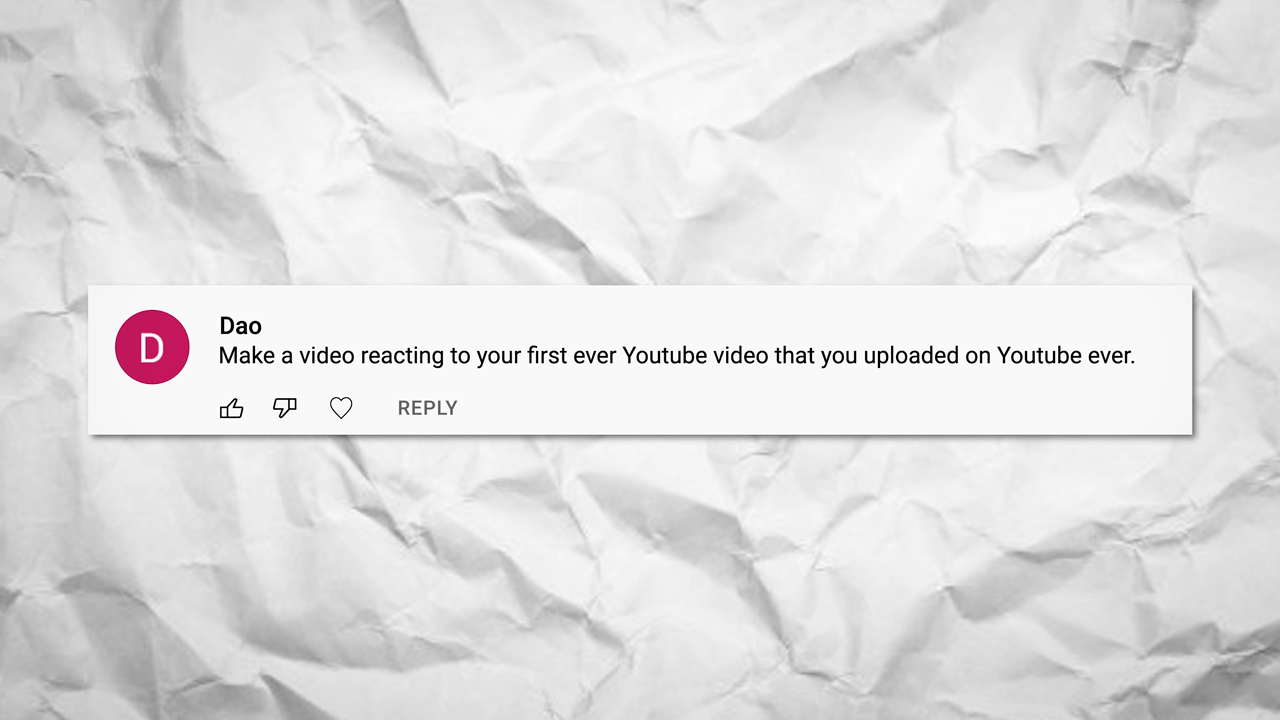 D
Dao
Make a video reacting to your first ever Youtube video that you uploaded on Youtube ever.
REPLY